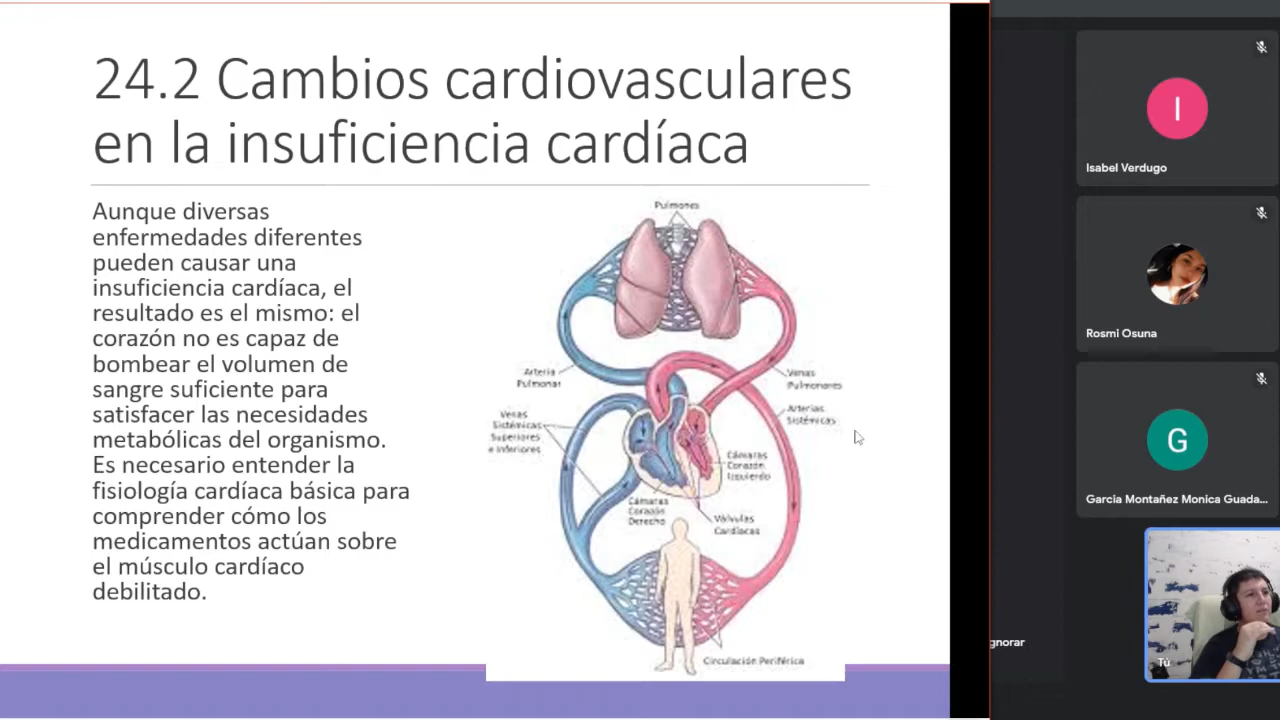 24.2 Cambios cardiovasculares
en la insuficiencia cardíaca
Aunque diversas
enfermedades diferentes
pueden causar una
insuficiencia cardíaca, el
resultado es el mismo: el
corazón no es capaz de
bombear el volumen de
sangre suficiente para
satisfacer las necesidades
metabólicas del organismo.
Es necesario entender la
fisiología cardíaca básica para
comprender cómo los
medicamentos actúan sobre
el músculo cardíaco
debilitado.
Pulmones
Arteria
Pulmonar
Venas
Pulmonares
Arterias
Sistémicas
Venas
Sistémicas
Superiores
e Inferiores
Cámaras
Corazón
Izquierdo
Cámaras
Corazón
Derecho
Válvulas
Cardíacas
Circulación Periférica
I
Isabel Verdugo
Rosmi Osuna
G
Garcia Montañez Monica Guada...
gnorar
Tú